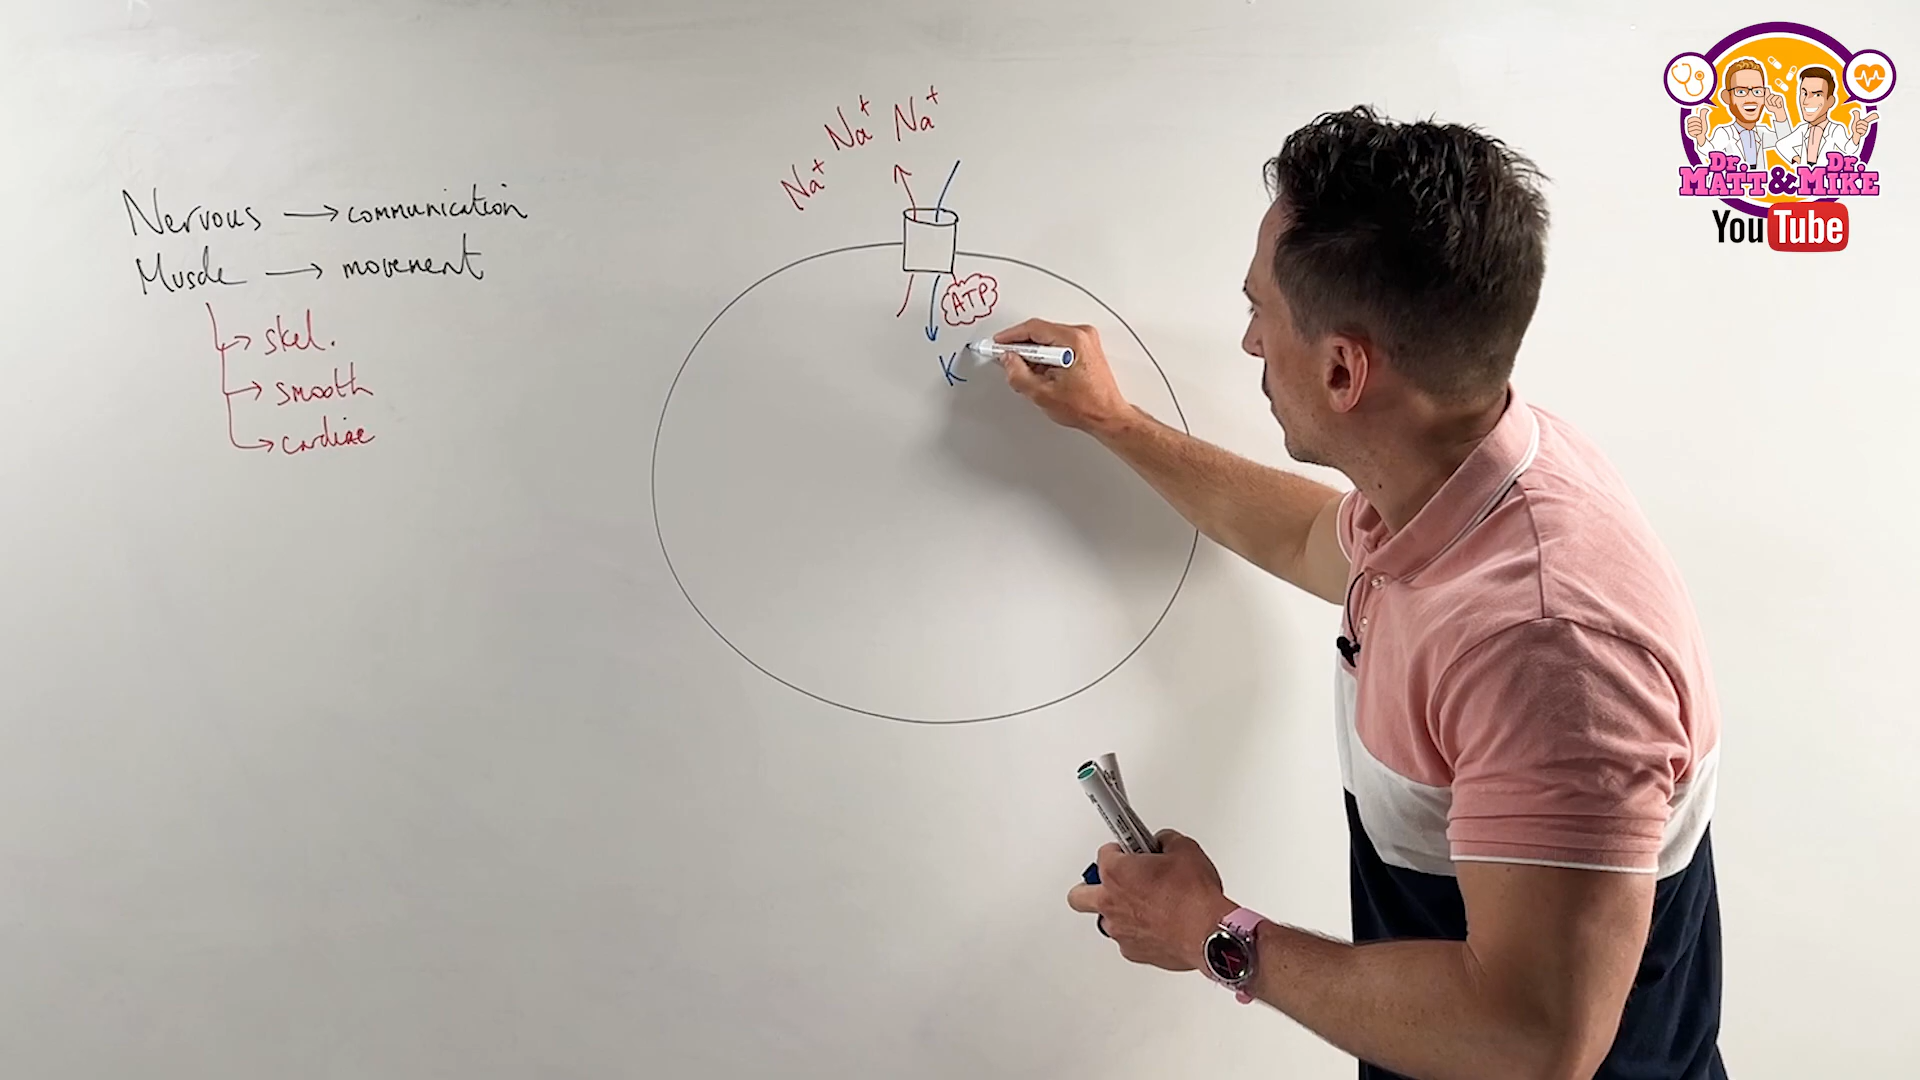 Nervous → communication
Muscle → movement
skel.
smooth
cardiac
Na+ Na+ Na+
ATP
K
Dr. Dr.
MATT & MIKE
YouTube